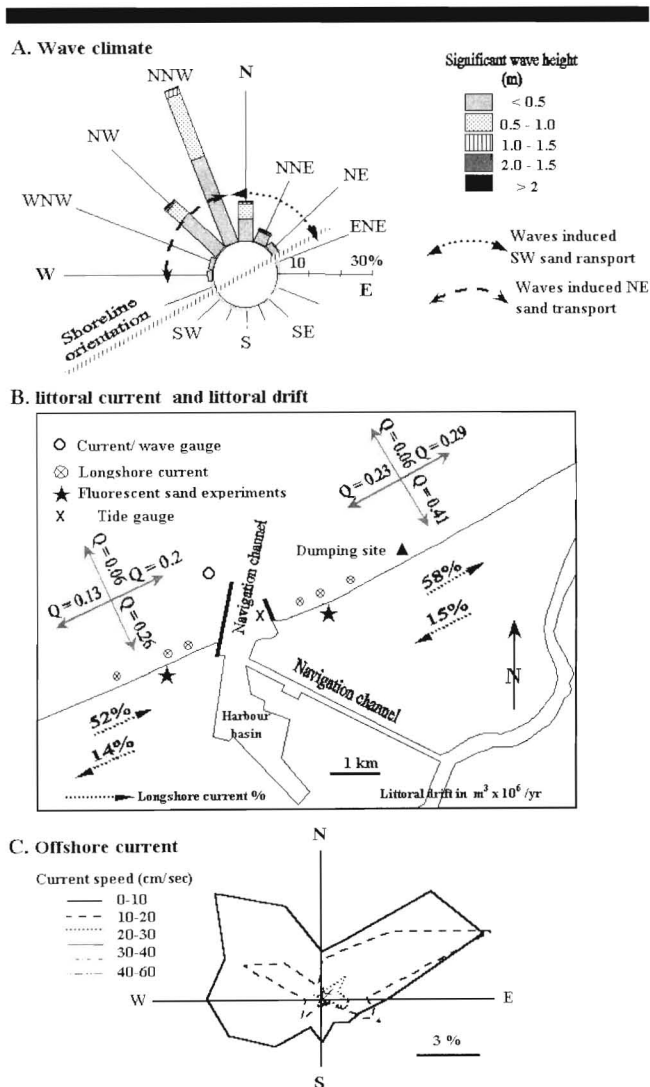 A. Wave climate
Significant wave height
(m)
< 0.5
0.5 - 1.0
1.0 - 1.5
2.0 - 1.5
> 2
NNW
N
NW
NNE
NE
WNW
ENE
W
10
30%
E
Shoreline
orientation
SW
S
SE
Waves induced
SW sand ransport
Waves induced NE
sand transport
B. littoral current and littoral drift
Current/ wave gauge
Longshore current
Fluorescent sand experiments
X Tide gauge
Q=0.06
Q=0.29
Q=0.23
Q=0.41
Dumping site
Q=0.06
Q=0.2
Q=0.13
Q=0.26
Navigation channel
X
58%
15%
N
Navigation channel
52%
14%
Harbour
basin
1 km
Longshore current %
Littoral drift in m³ x 10⁶ /yr
C. Offshore current
Current speed (cm/sec)
0-10
10-20
20-30
30-40
40-60
N
W
E
3 %
S